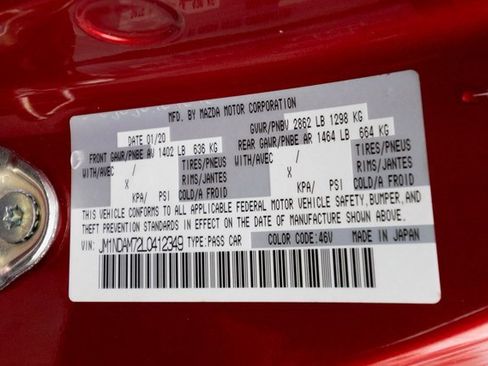 MFD. BY MAZDA MOTOR CORPORATION
DATE 01/20 GVWR/PNBV 2862 LB 1298 KG
FRONT GAWR/PNBE AV 1402 LB 636 KG REAR GAWR/PNBE AR 1464 LB 664 KG
WITH/AVEC / TIRES/PNEUS WITH/AVEC / TIRES/PNEUS
X RIMS/JANTES X RIMS/JANTES
KPA/ PSI COLD/A FROID KPA/ PSI COLD/A FROID
THIS VEHICLE CONFORMS TO ALL APPLICABLE FEDERAL MOTOR VEHICLE SAFETY, BUMPER, AND
THEFT PREVENTION STANDARDS IN EFFECT ON THE DATE OF MANUFACTURE SHOWN ABOVE.
VIN: JM1NDAM72L0412349 TYPE: PASS CAR COLOR CODE: 46V MADE IN JAPAN